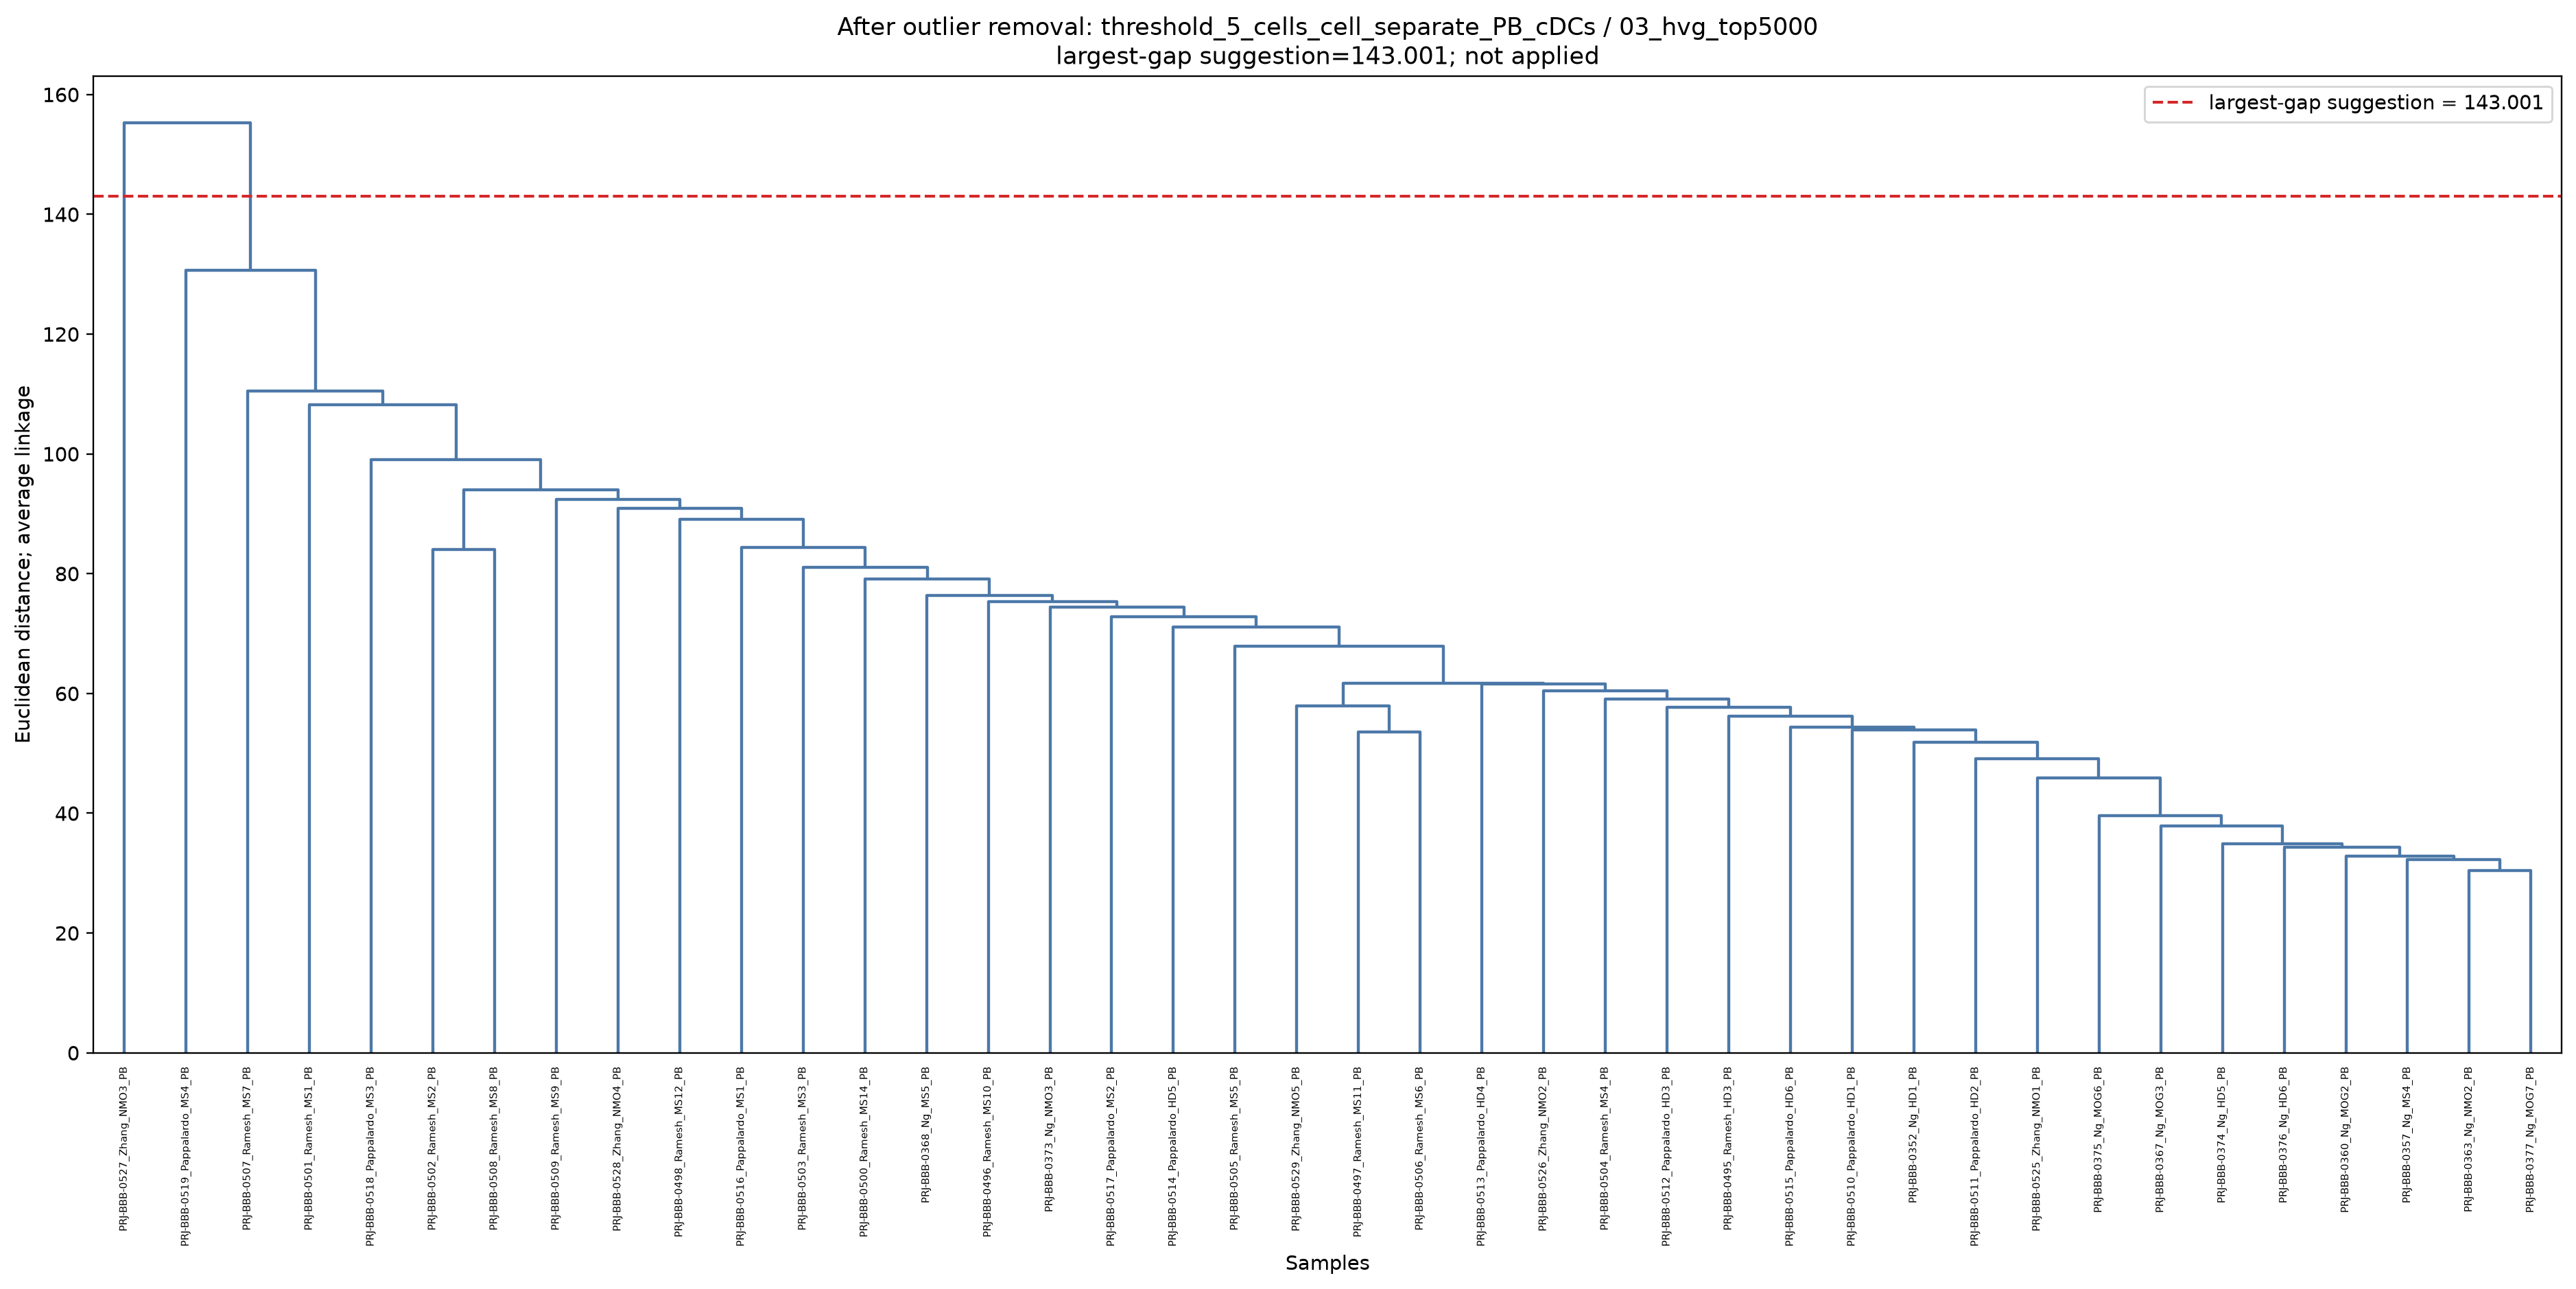 After outlier removal: threshold_5_cells_cell_separate_PB_cDCs / 03_hvg_top5000
largest-gap suggestion=143.001; not applied
largest-gap suggestion = 143.001
Euclidean distance; average linkage
160
140
120
100
80
60
40
20
0
PRJ-BBB-0527_Zhang_NMO3_PB
PRJ-BBB-0519_Pappalardo_MS4_PB
PRJ-BBB-0507_Ramesh_MS7_PB
PRJ-BBB-0501_Ramesh_MS1_PB
PRJ-BBB-0518_Pappalardo_MS3_PB
PRJ-BBB-0502_Ramesh_MS2_PB
PRJ-BBB-0508_Ramesh_MS8_PB
PRJ-BBB-0509_Ramesh_MS9_PB
PRJ-BBB-0528_Zhang_NMO4_PB
PRJ-BBB-0498_Ramesh_MS12_PB
PRJ-BBB-0516_Pappalardo_MS1_PB
PRJ-BBB-0503_Ramesh_MS3_PB
PRJ-BBB-0500_Ramesh_MS14_PB
PRJ-BBB-0368_Ng_MS5_PB
PRJ-BBB-0496_Ramesh_MS10_PB
PRJ-BBB-0373_Ng_NMO3_PB
PRJ-BBB-0517_Pappalardo_MS2_PB
PRJ-BBB-0514_Pappalardo_HD5_PB
PRJ-BBB-0505_Ramesh_MS5_PB
PRJ-BBB-0529_Zhang_NMO5_PB
PRJ-BBB-0497_Ramesh_MS11_PB
PRJ-BBB-0506_Ramesh_MS6_PB
PRJ-BBB-0513_Pappalardo_HD4_PB
PRJ-BBB-0526_Zhang_NMO2_PB
PRJ-BBB-0504_Ramesh_MS4_PB
PRJ-BBB-0512_Pappalardo_HD3_PB
PRJ-BBB-0495_Ramesh_HD3_PB
PRJ-BBB-0515_Pappalardo_HD6_PB
PRJ-BBB-0510_Pappalardo_HD1_PB
PRJ-BBB-0352_Ng_HD1_PB
PRJ-BBB-0511_Pappalardo_HD2_PB
PRJ-BBB-0525_Zhang_NMO1_PB
PRJ-BBB-0375_Ng_MOG6_PB
PRJ-BBB-0367_Ng_MOG3_PB
PRJ-BBB-0374_Ng_HD5_PB
PRJ-BBB-0376_Ng_HD6_PB
PRJ-BBB-0360_Ng_MOG2_PB
PRJ-BBB-0357_Ng_MS4_PB
PRJ-BBB-0363_Ng_NMO2_PB
PRJ-BBB-0377_Ng_MOG7_PB
Samples